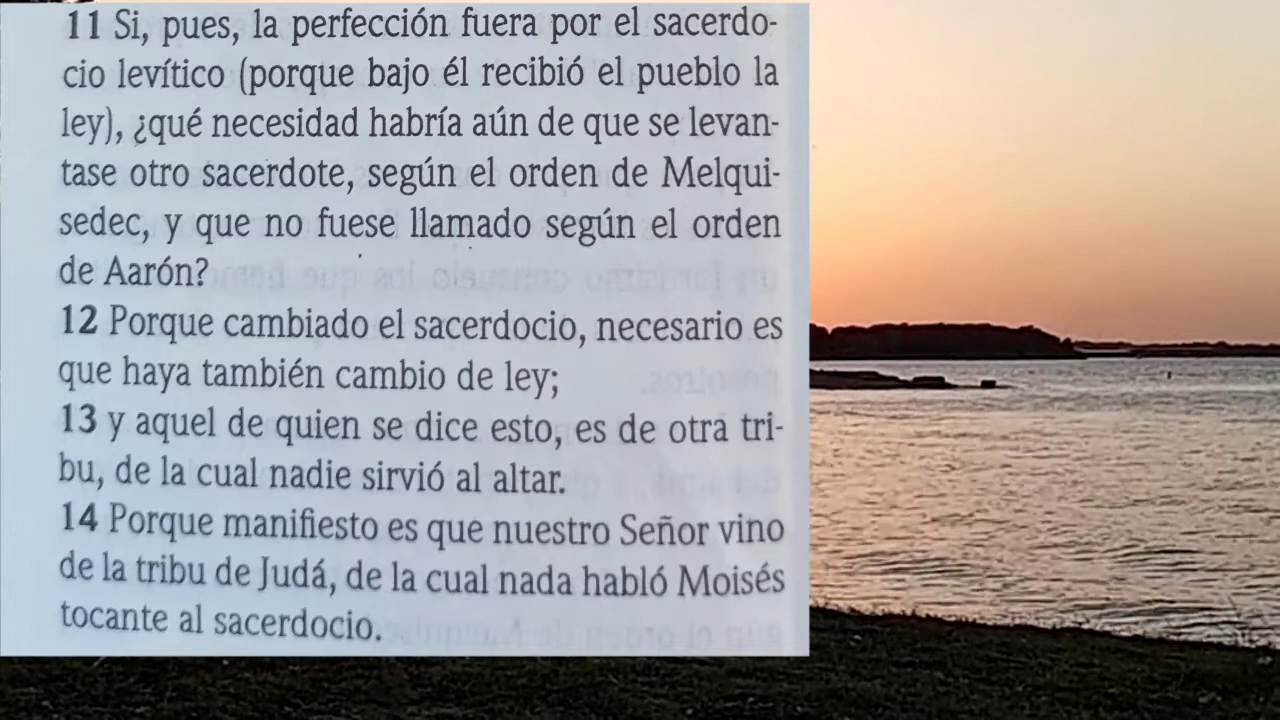 11 Si, pues, la perfección fuera por el sacerdo-
cio levítico (porque bajo él recibió el pueblo la
ley), ¿qué necesidad habría aún de que se levan-
tase otro sacerdote, según el orden de Melqui-
sedec, y que no fuese llamado según el orden
de Aarón?
12 Porque cambiado el sacerdocio, necesario es
que haya también cambio de ley;
13 y aquel de quien se dice esto, es de otra tri-
bu, de la cual nadie sirvió al altar.
14 Porque manifiesto es que nuestro Señor vino
de la tribu de Judá, de la cual nada habló Moisés
tocante al sacerdocio.